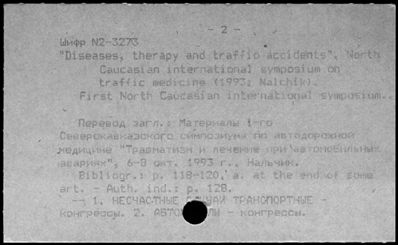 - 2 -
Шифр N2-3273
"Diseases, therapy and traffic accidents", North
Caucasian international symposium on
traffic medicine (1993; Nalchik).
First North Caucasian international symposium..
Перевод загл.: Материалы 1-го
Северокавказского симпозиума по автодорожной
медицине "Травматизм и лечение при автомобильных
авариях", 6-8 окт. 1993 г., Нальчик.
Bibliogr.: p. 118-120, a. at the end of some
art. - Auth. ind.: p. 128.
-- 1. НЕСЧАСТНЫЕ СЛУЧАИ ТРАНСПОРТНЫЕ -
конгрессы. 2. - конгрессы.